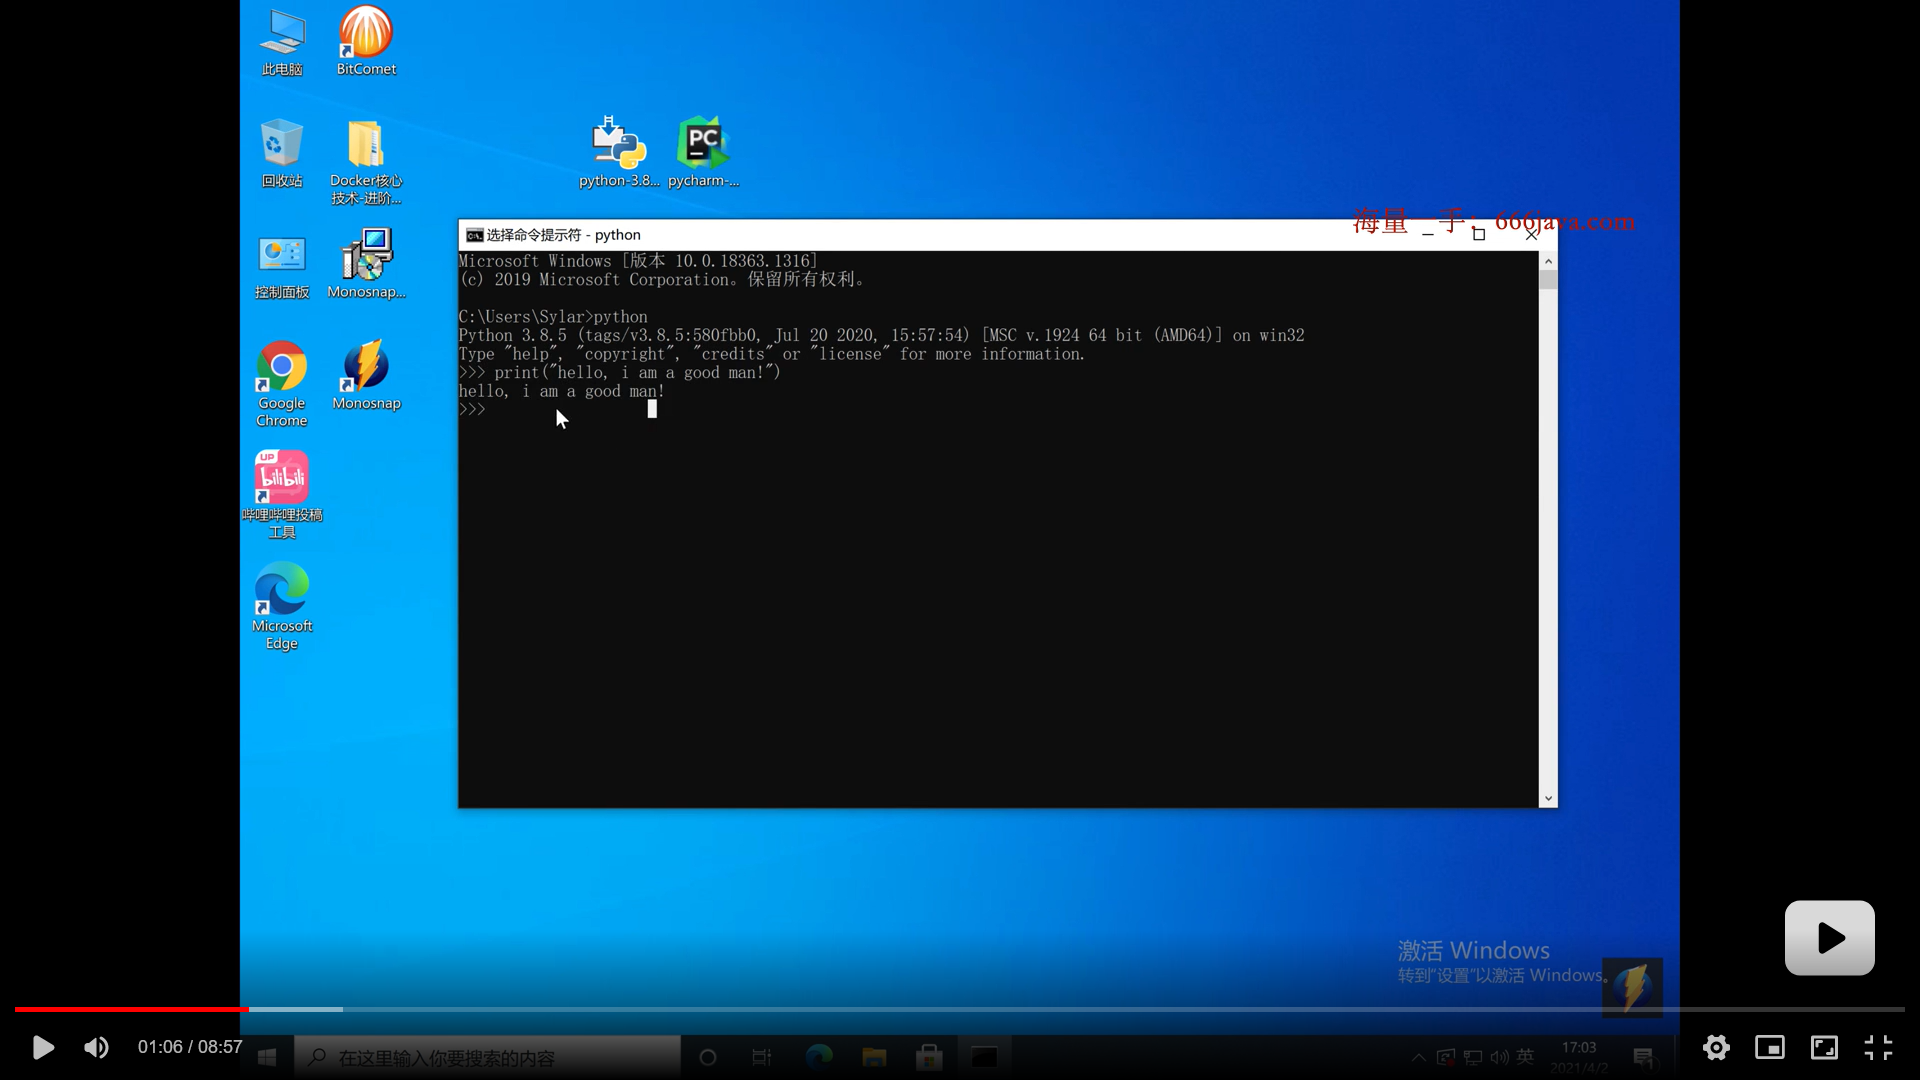 此电脑
BitComet
回收站
Docker核心
技术-进阶...
python-3.8...
PC
pycharm-...
控制面板
Monosnap...
Google
Chrome
Monosnap
UP
bilibili
哔哩哔哩投稿
工具
Microsoft
Edge
海量一手：666java.com
选择命令提示符 - python
Microsoft Windows [版本 10.0.18363.1316]
(c) 2019 Microsoft Corporation。保留所有权利。
C:\Users\Sylar>python
Python 3.8.5 (tags/v3.8.5:580fbb0, Jul 20 2020, 15:57:54) [MSC v.1924 64 bit (AMD64)] on win32
Type "help", "copyright", "credits" or "license" for more information.
>>> print("hello, i am a good man!")
hello, i am a good man!
>>>
激活 Windows
转到"设置"以激活 Windows。
01:06 / 08:57
在这里输入你要搜索的内容
英
17:03
2021/4/2